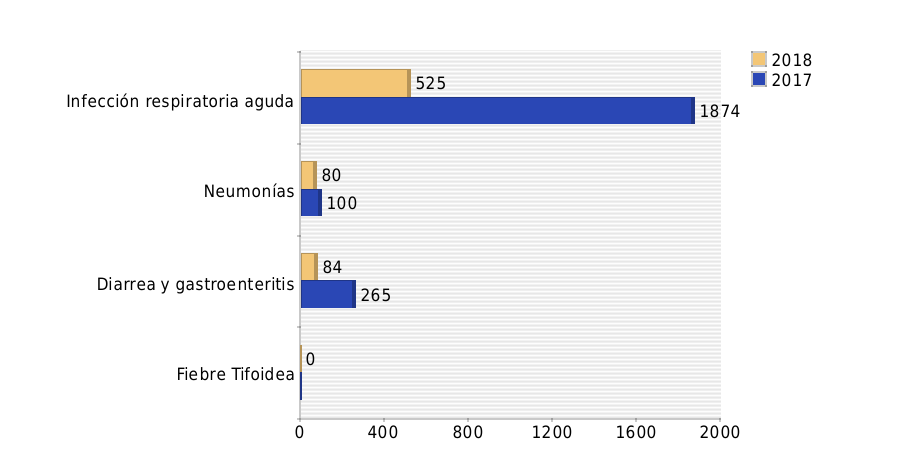 2018
2017
Infección respiratoria aguda
525
1874
Neumonías
80
100
Diarrea y gastroenteritis
84
265
Fiebre Tifoidea
0
0 400 800 1200 1600 2000